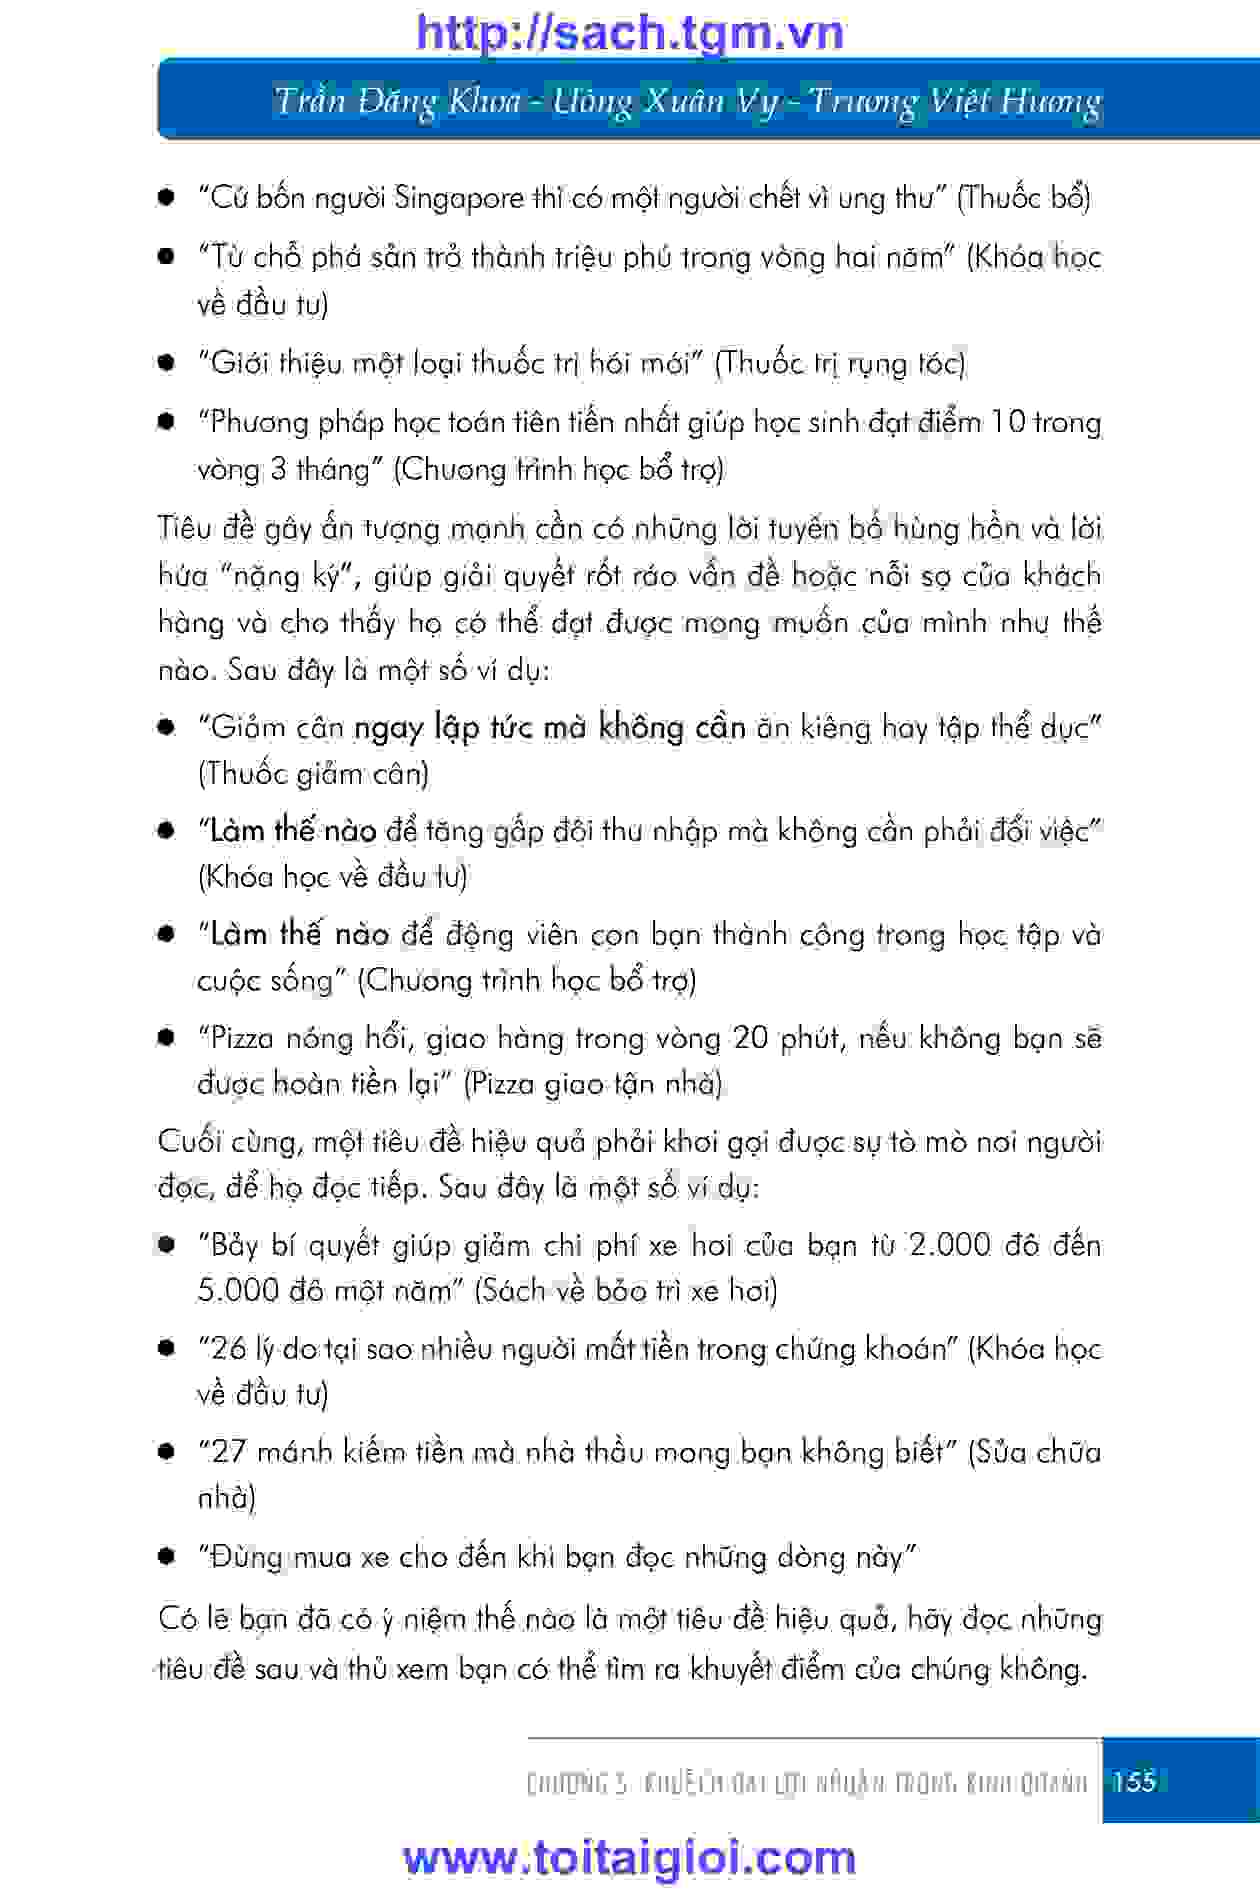 http://sach.tgm.vn
Trần Đăng Khoa - Uông Xuân Vy - Trương Việt Hương
● “Cứ bốn người Singapore thì có một người chết vì ung thư” (Thuốc bổ)
● “Từ chỗ phá sản trở thành triệu phú trong vòng hai năm” (Khóa học
về đầu tư)
● “Giới thiệu một loại thuốc trị hói mới” (Thuốc trị rụng tóc)
● “Phương pháp học toán tiên tiến nhất giúp học sinh đạt điểm 10 trong
vòng 3 tháng” (Chương trình học bổ trợ)
Tiêu đề gây ấn tượng mạnh cần có những lời tuyên bố hùng hồn và lời
hứa “nặng ký”, giúp giải quyết rốt ráo vấn đề hoặc nỗi sợ của khách
hàng và cho thấy họ có thể đạt được mong muốn của mình như thế
nào. Sau đây là một số ví dụ:
● “Giảm cân ngay lập tức mà không cần ăn kiêng hay tập thể dục”
(Thuốc giảm cân)
● “Làm thế nào để tăng gấp đôi thu nhập mà không cần phải đổi việc”
(Khóa học về đầu tư)
● “Làm thế nào để động viên con bạn thành công trong học tập và
cuộc sống” (Chương trình học bổ trợ)
● “Pizza nóng hổi, giao hàng trong vòng 20 phút, nếu không bạn sẽ
được hoàn tiền lại” (Pizza giao tận nhà)
Cuối cùng, một tiêu đề hiệu quả phải khơi gợi được sự tò mò nơi người
đọc, để họ đọc tiếp. Sau đây là một số ví dụ:
● “Bảy bí quyết giúp giảm chi phí xe hơi của bạn từ 2.000 đô đến
5.000 đô một năm” (Sách về bảo trì xe hơi)
● “26 lý do tại sao nhiều người mất tiền trong chứng khoán” (Khóa học
về đầu tư)
● “27 mánh kiếm tiền mà nhà thầu mong bạn không biết” (Sửa chữa
nhà)
● “Đừng mua xe cho đến khi bạn đọc những dòng này”
Có lẽ bạn đã có ý niệm thế nào là một tiêu đề hiệu quả, hãy đọc những
tiêu đề sau và thử xem bạn có thể tìm ra khuyết điểm của chúng không.
CHƯƠNG 5: KHUẾCH ĐẠI LỢI NHUẬN TRONG KINH DOANH 155
www.toitaigioi.com